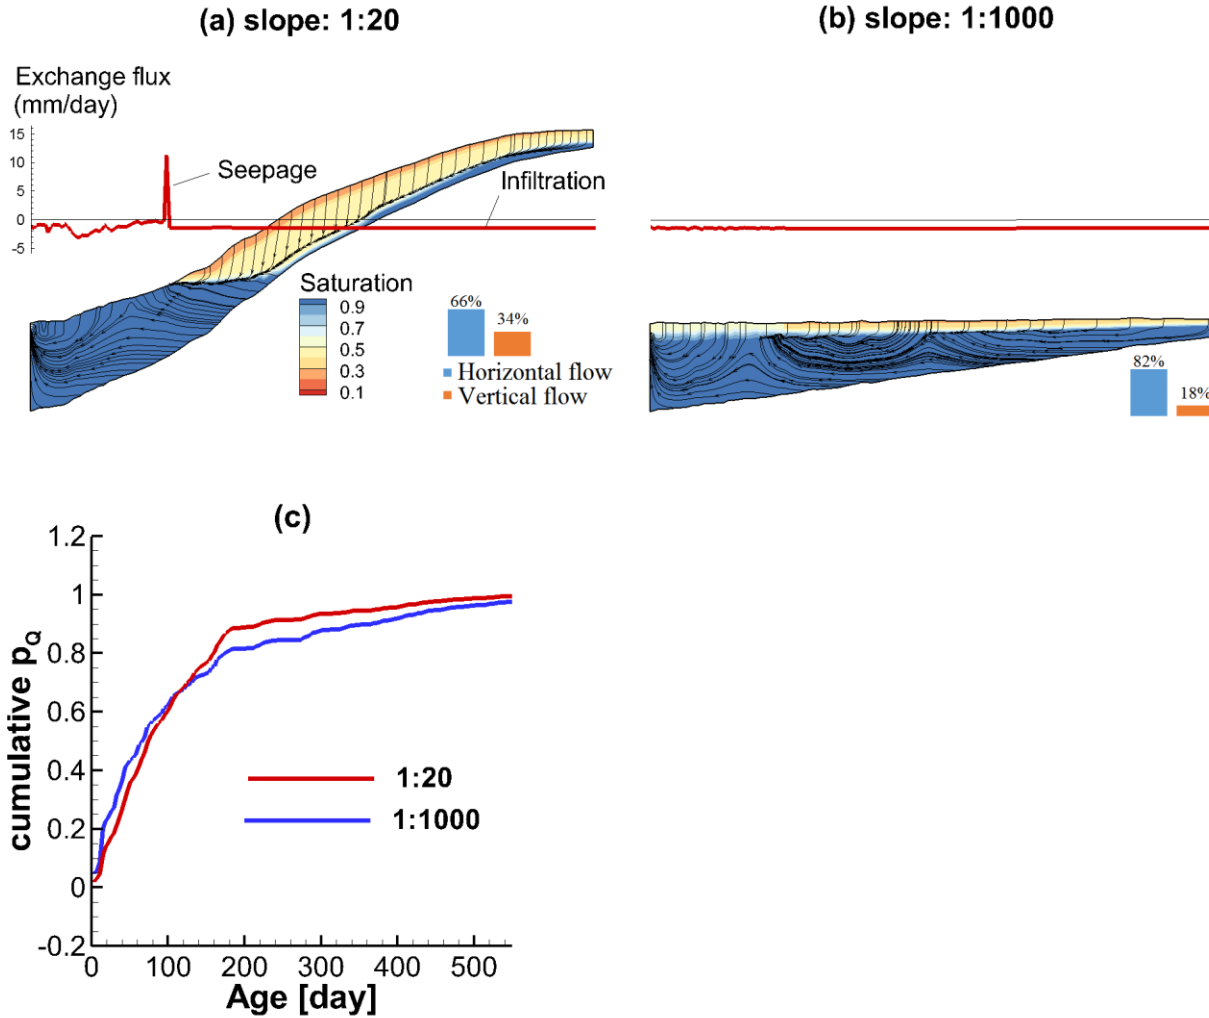 (a) slope: 1:20
(b) slope: 1:1000
Exchange flux
(mm/day)
15
10
5
0
-5
Seepage
Infiltration
Saturation
0.9
0.7
0.5
0.3
0.1
66%
34%
Horizontal flow
Vertical flow
82%
18%
(c)
1.2
1
0.8
0.6
0.4
0.2
0
-0.2
cumulative pQ
1:20
1:1000
0 100 200 300 400 500
Age [day]